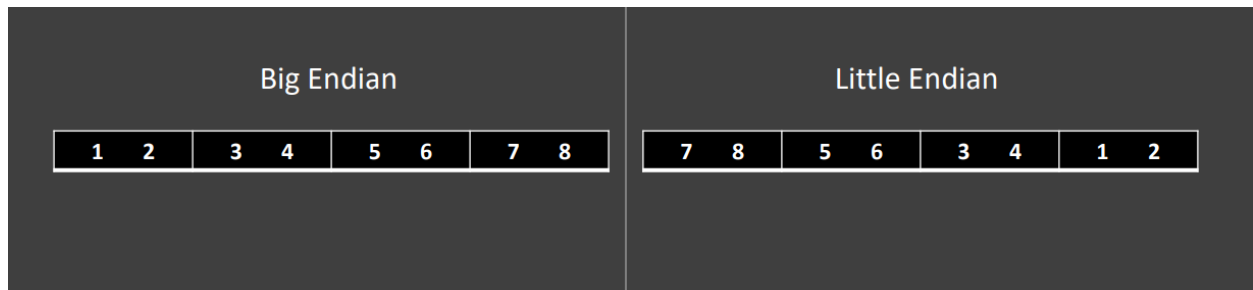 Big Endian
1 2 3 4 5 6 7 8
Little Endian
7 8 5 6 3 4 1 2